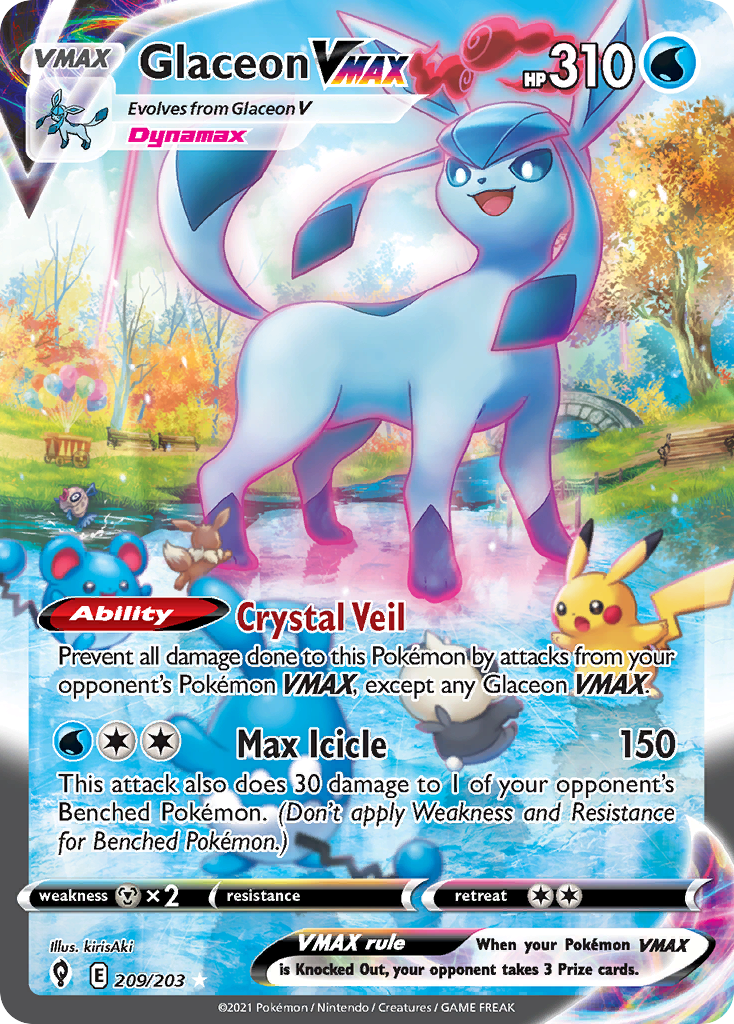 VMAX
Glaceon VMAX
HP 310
Evolves from Glaceon V
Dynamax
Ability Crystal Veil
Prevent all damage done to this Pokémon by attacks from your
opponent's Pokémon VMAX, except any Glaceon VMAX.
Max Icicle 150
This attack also does 30 damage to 1 of your opponent's
Benched Pokémon. (Don't apply Weakness and Resistance
for Benched Pokémon.)
weakness ×2 resistance retreat
Illus. kirisAki
VMAX rule When your Pokémon VMAX
is Knocked Out, your opponent takes 3 Prize cards.
E 209/203
©2021 Pokémon / Nintendo / Creatures / GAME FREAK